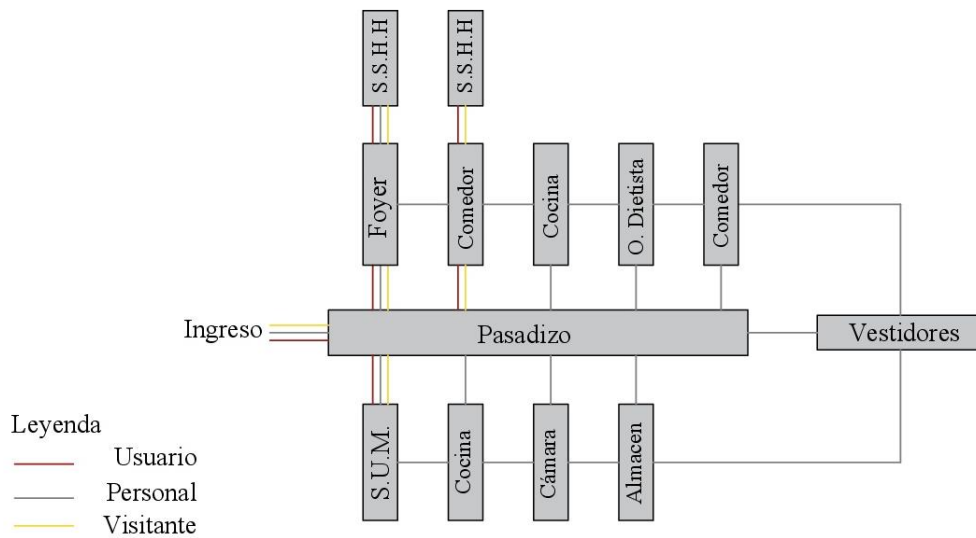 S.S.H.H
S.S.H.H
Foyer
Comedor
Cocina
O. Dietista
Comedor
Ingreso
Pasadizo
Vestidores
S.U.M.
Cocina
Cámara
Almacen
Leyenda
Usuario
Personal
Visitante